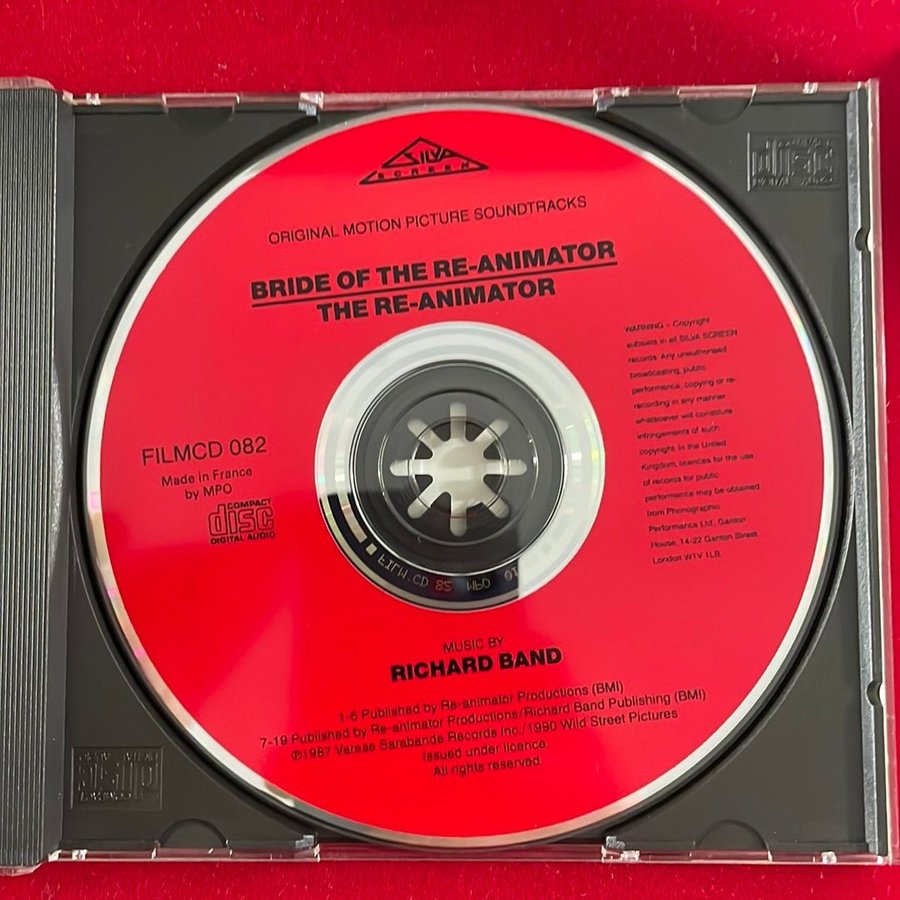 SILVA
SCREEN
ORIGINAL MOTION PICTURE SOUNDTRACKS
BRIDE OF THE RE-ANIMATOR
THE RE-ANIMATOR
FILMCD 082
Made in France
by MPO
COMPACT
disc
DIGITAL AUDIO
WARNING – Copyright
subsists in all SILVA SCREEN
records. Any unauthorised
broadcasting, public
performance, copying or re-
recording in any manner
whatsoever will constitute
infringements of such
copyright. In the United
Kingdom, licences for the use
of records for public
performance may be obtained
from Phonographic
Performance Ltd., Ganton
House, 14-22 Ganton Street,
London W1V 1LB.
MUSIC BY
RICHARD BAND
1-6 Published by Re-animator Productions (BMI)
7-19 Published by Re-animator Productions/Richard Band Publishing (BMI)
℗1987 Varese Sarabande Records Inc./1990 Wild Street Pictures
issued under licence.
All rights reserved.
disc